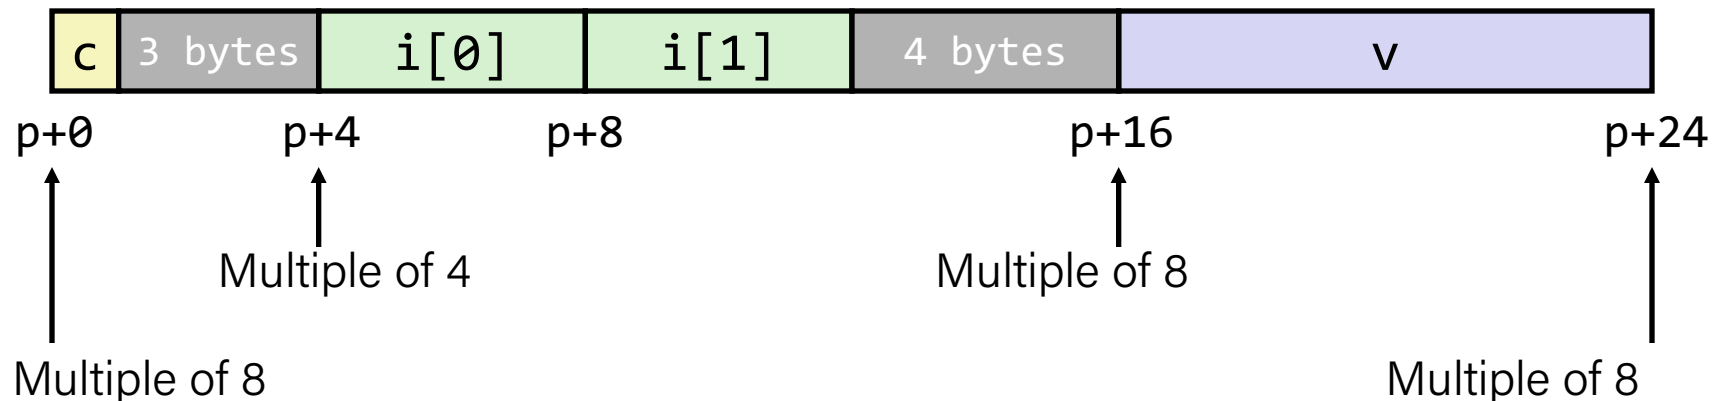 c 3 bytes i[0] i[1] 4 bytes v
p+0 p+4 p+8 p+16 p+24
Multiple of 4 Multiple of 8
Multiple of 8 Multiple of 8